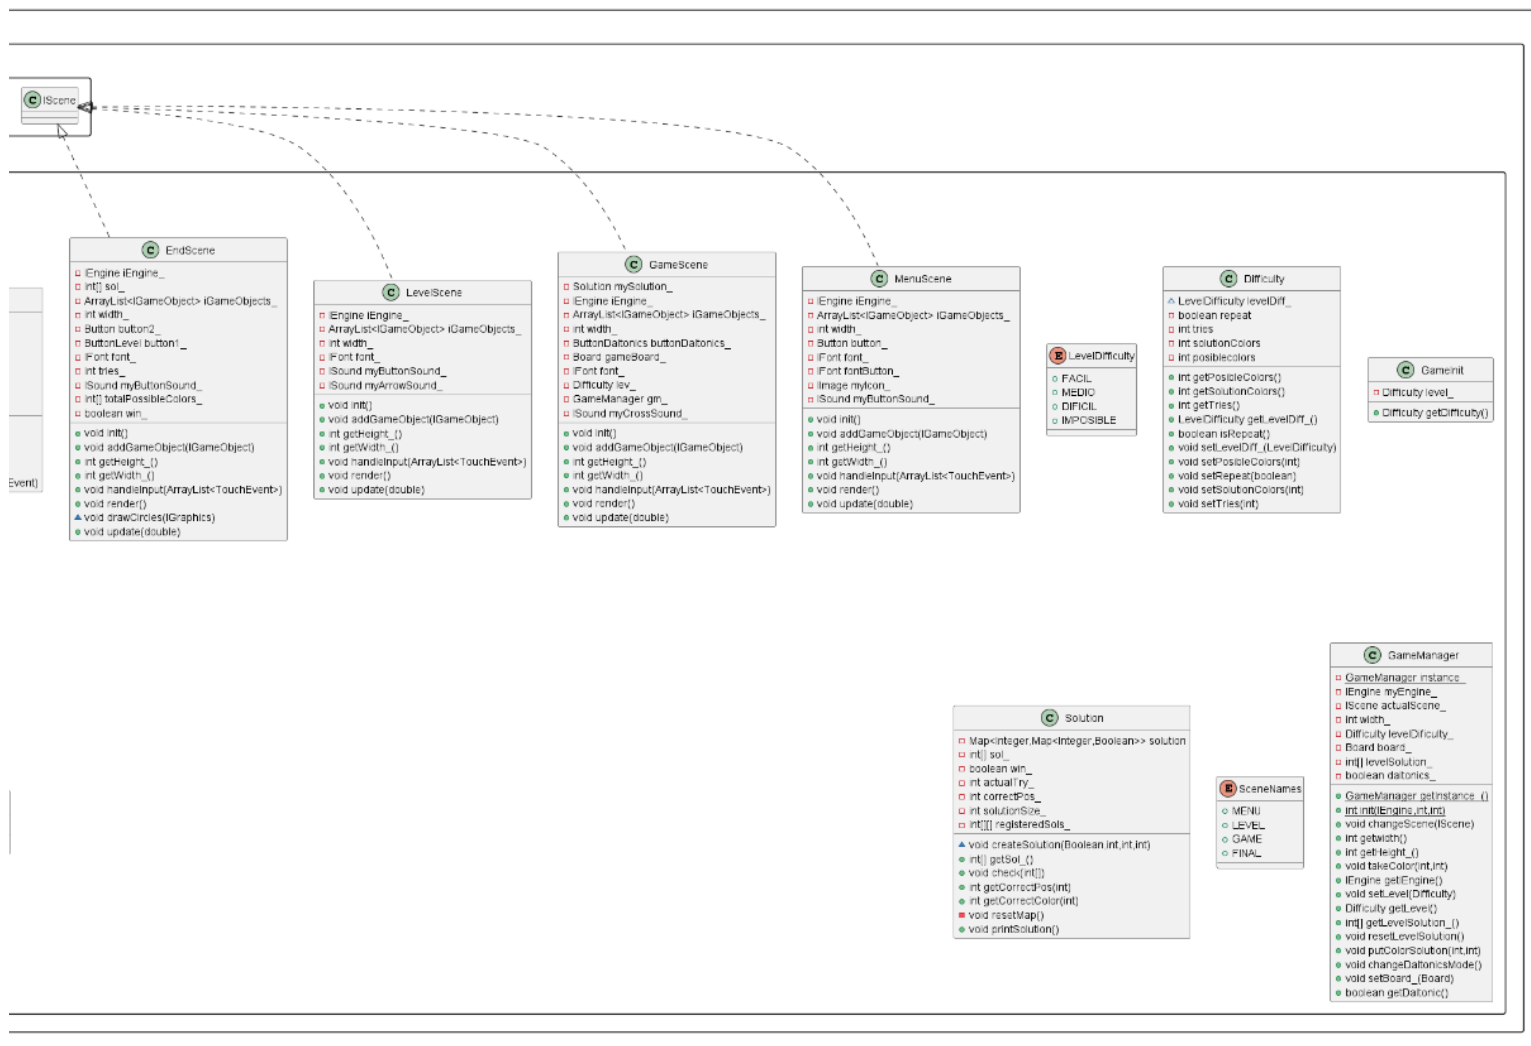 C IScene
C EndScene
IEngine iEngine_
int[] sol_
ArrayList<IGameObject> iGameObjects_
int width_
Button button2_
ButtonLevel button1_
IFont font_
int tries_
ISound myButtonSound_
int[] totalPossibleColors_
boolean win_
void init()
void addGameObject(IGameObject)
int getHeight_()
int getWidth_()
void handleInput(ArrayList<TouchEvent>)
void render()
void drawCircles(IGraphics)
void update(double)
Event)
C LevelScene
IEngine iEngine_
ArrayList<IGameObject> iGameObjects_
int width_
IFont font_
ISound myButtonSound_
ISound myArrowSound_
void init()
void addGameObject(IGameObject)
int getHeight_()
int getWidth_()
void handleInput(ArrayList<TouchEvent>)
void render()
void update(double)
C GameScene
Solution mySolution_
IEngine iEngine_
ArrayList<IGameObject> iGameObjects_
int width_
ButtonDaltonics buttonDaltonics_
Board gameBoard_
IFont font_
Difficulty lev_
GameManager gm_
ISound myCrossSound_
void init()
void addGameObject(IGameObject)
int getHeight_()
int getWidth_()
void handleInput(ArrayList<TouchEvent>)
void render()
void update(double)
C MenuScene
IEngine iEngine_
ArrayList<IGameObject> iGameObjects_
int width_
Button button_
IFont font_
IFont fontButton_
IImage myIcon_
ISound myButtonSound_
void init()
void addGameObject(IGameObject)
int getHeight_()
int getWidth_()
void handleInput(ArrayList<TouchEvent>)
void render()
void update(double)
E LevelDifficulty
FACIL
MEDIO
DIFICIL
IMPOSIBLE
C Difficulty
LevelDifficulty levelDiff_
boolean repeat
int tries
int solutionColors
int posiblecolors
int getPosibleColors()
int getSolutionColors()
int getTries()
LevelDifficulty getLevelDiff_()
boolean isRepeat()
void setLevelDiff_(LevelDifficulty)
void setPosibleColors(int)
void setRepeat(boolean)
void setSolutionColors(int)
void setTries(int)
C GameInit
Difficulty level_
Difficulty getDifficulty()
C Solution
Map<Integer,Map<Integer,Boolean>> solution
int[] sol_
boolean win_
int actualTry_
int correctPos_
int solutionSize_
int[][] registeredSols_
void createSolution(Boolean,int,int,int)
int[] getSol_()
void check(int[])
int getCorrectPos(int)
int getCorrectColor(int)
void resetMap()
void printSolution()
E SceneNames
MENU
LEVEL
GAME
FINAL
C GameManager
GameManager instance_
IEngine myEngine_
IScene actualScene_
int width_
Difficulty levelDificulty_
Board board_
int[] levelSolution_
boolean daltonics_
GameManager getInstance_()
int init(IEngine,int,int)
void changeScene(IScene)
int getwidth()
int getHeight_()
void takeColor(int,int)
IEngine getIEngine()
void setLevel(Difficulty)
Difficulty getLevel()
int[] getLevelSolution_()
void resetLevelSolution()
void putColorSolution(int,int)
void changeDaltonicsMode()
void setBoard_(Board)
boolean getDaltonic()